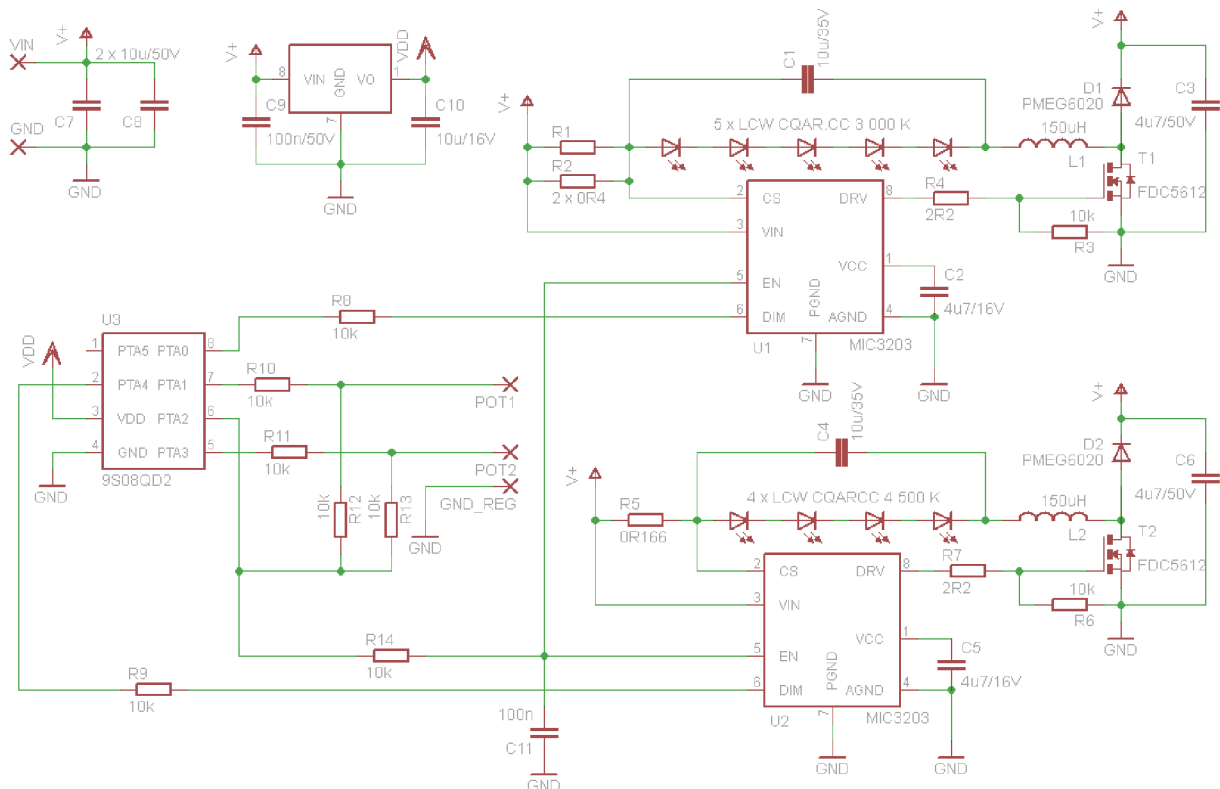 VIN
V+
2 x 10u/50V
C7
C8
GND
GND
V+
8
VIN
GND
VO
1
VDD
7
C9
100n/50V
C10
10u/16V
GND
V+
R1
R2
2 x 0R4
C1
10u/35V
5 x LCW CQAR.CC 3 000 K
150uH
L1
V+
D1
PMEG6020
C3
4u7/50V
T1
FDC5612
R4
2R2
10k
R3
GND
2
CS
DRV
8
3
VIN
VCC
1
5
EN
PGND
6
DIM
AGND
4
7
U1
MIC3203
C2
4u7/16V
GND
GND
R8
10k
U3
VDD
1
PTA5
PTA0
8
2
PTA4
PTA1
7
3
VDD
PTA2
6
4
GND
PTA3
5
9S08QD2
GND
R10
10k
POT1
R11
10k
POT2
GND_REG
GND
10k
R12
10k
R13
R14
10k
R9
10k
100n
C11
GND
V+
R5
0R166
C4
10u/35V
4 x LCW CQARCC 4 500 K
150uH
L2
V+
D2
PMEG6020
C6
4u7/50V
T2
FDC5612
R7
2R2
10k
R6
GND
2
CS
DRV
8
3
VIN
VCC
1
5
EN
PGND
6
DIM
AGND
4
7
U2
MIC3203
C5
4u7/16V
GND
GND